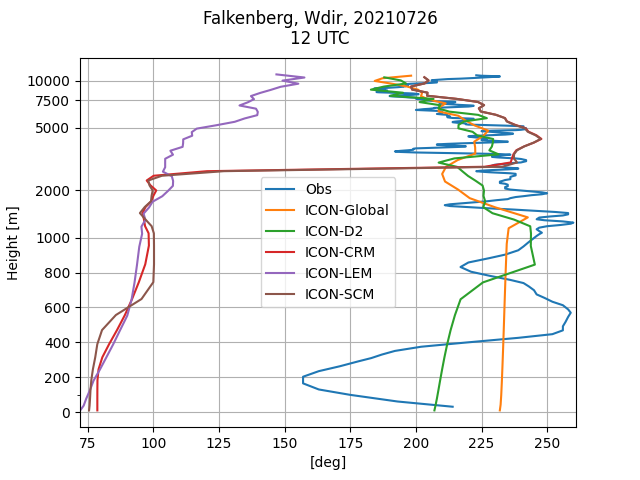 Falkenberg, Wdir, 20210726
12 UTC
Height [m]
10000
7500
5000
2000
1000
800
600
400
200
0
Obs
ICON-Global
ICON-D2
ICON-CRM
ICON-LEM
ICON-SCM
75 100 125 150 175 200 225 250
[deg]